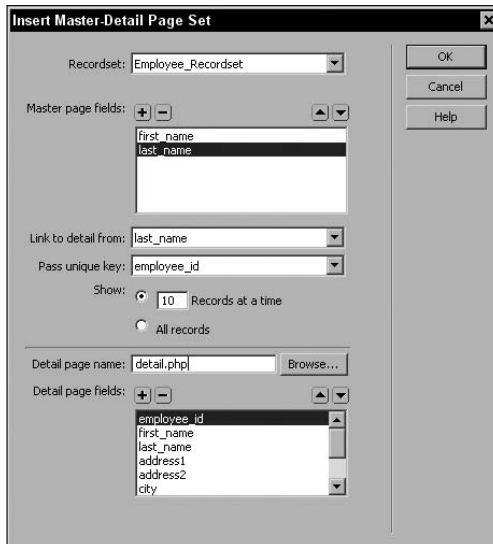 Insert Master-Detail Page Set
Recordset: Employee_Recordset
OK
Cancel
Help
Master page fields:
first_name
last_name
Link to detail from: last_name
Pass unique key: employee_id
Show: 10 Records at a time
All records
Detail page name: detail.php Browse...
Detail page fields:
employee_id
first_name
last_name
address1
address2
city